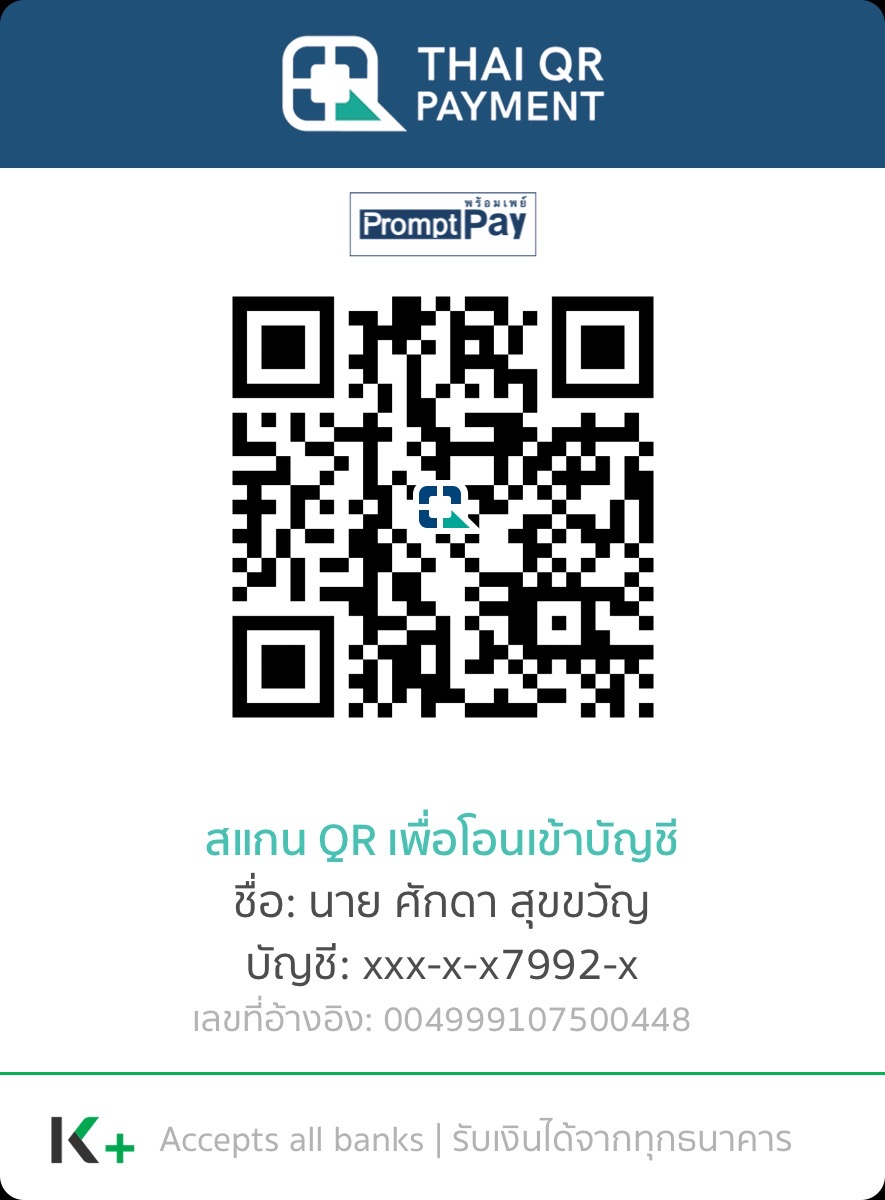 THAI QR
PAYMENT
พร้อมเพย์
PromptPay
สแกน QR เพื่อโอนเข้าบัญชี
ชื่อ: นาย ศักดา สุขขวัญ
บัญชี: xxx-x-x7992-x
เลขที่อ้างอิง: 004999107500448
K+ Accepts all banks | รับเงินได้จากทุกธนาคาร